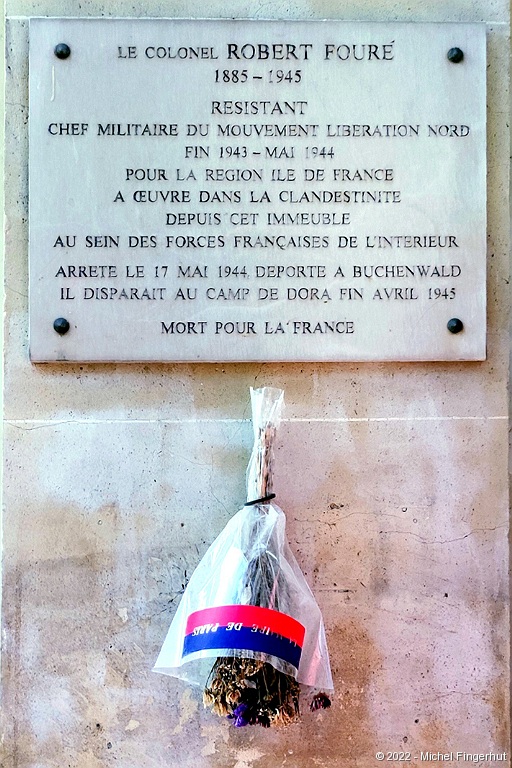 LE COLONEL ROBERT FOURÉ
1885 – 1945
RESISTANT
CHEF MILITAIRE DU MOUVEMENT LIBERATION NORD
FIN 1943 – MAI 1944
POUR LA REGION ILE DE FRANCE
A ŒUVRE DANS LA CLANDESTINITE
DEPUIS CET IMMEUBLE
AU SEIN DES FORCES FRANÇAISES DE L'INTERIEUR
ARRETE LE 17 MAI 1944, DEPORTE A BUCHENWALD
IL DISPARAIT AU CAMP DE DORA FIN AVRIL 1945
MORT POUR LA FRANCE
DE PARIS
© 2022 - Michel Fingerhut